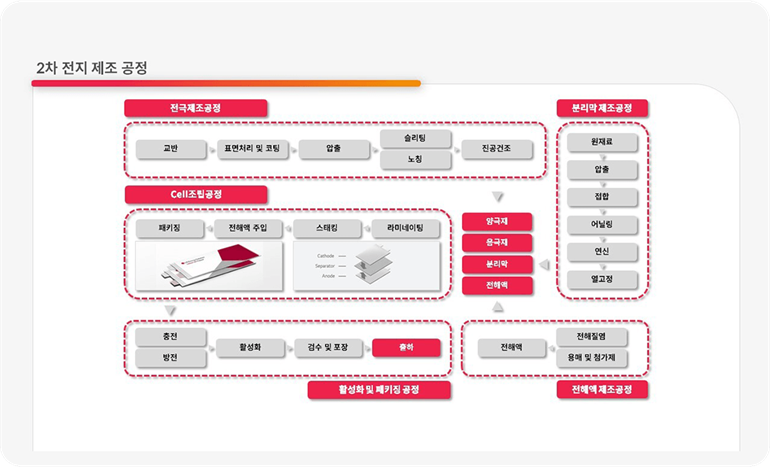 2차 전지 제조 공정
전극제조공정
분리막 제조공정
교반
표면처리 및 코팅
압출
슬리팅
노칭
진공건조
원재료
압출
접합
어닐링
연신
열고정
Cell조립공정
패키징
전해액 주입
스태킹
라미네이팅
Cathode
Separator
Anode
양극재
음극재
분리막
전해액
충전
방전
활성화
검수 및 포장
출하
전해액
전해질염
용매 및 첨가제
활성화 및 패키징 공정
전해액 제조공정